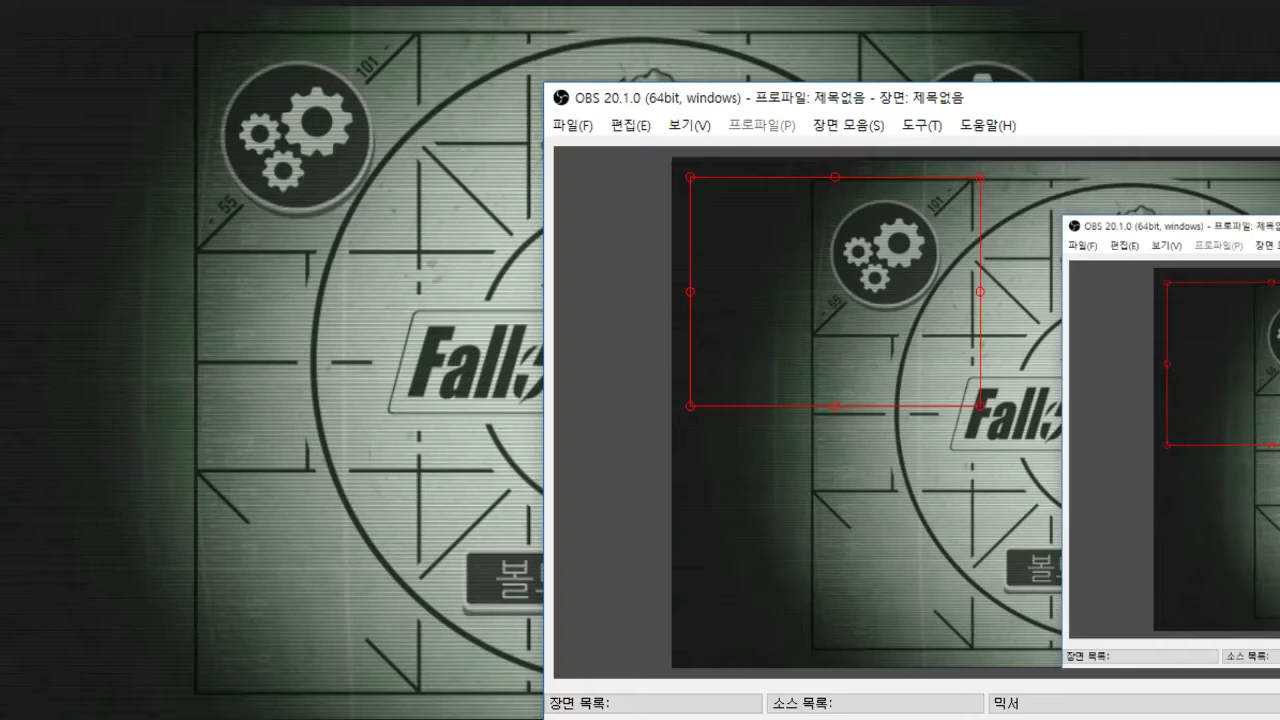 101
55
Fall
볼
OBS 20.1.0 (64bit, windows) - 프로파일: 제목없음 - 장면: 제목없음
파일(F) 편집(E) 보기(V) 프로파일(P) 장면 모음(S) 도구(T) 도움말(H)
101
55
Fall
볼
OBS 20.1.0 (64bit, windows) - 프로파일: 제목없
파일(F) 편집(E) 보기(V) 프로파일(P) 장면
장면 목록: 소스 목록:
장면 목록: 소스 목록: 믹서